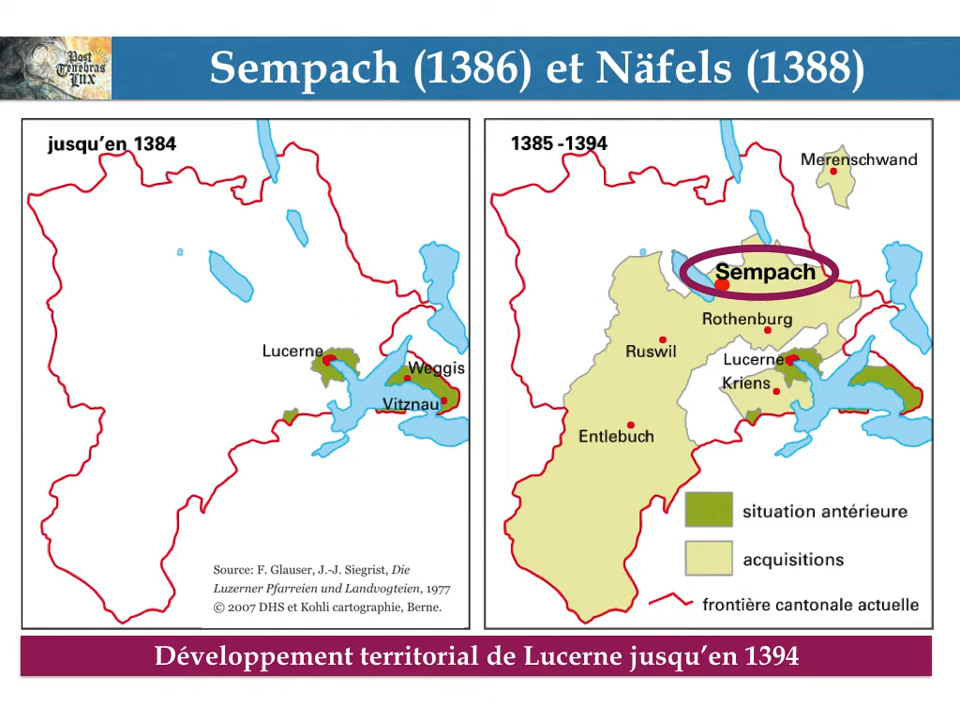 Post
Tenebras
Lux
Sempach (1386) et Näfels (1388)
jusqu'en 1384
Lucerne
Weggis
Vitznau
Source: F. Glauser, J.-J. Siegrist, Die
Luzerner Pfarreien und Landvogteien, 1977
© 2007 DHS et Kohli cartographie, Berne.
1385 -1394
Merenschwand
Sempach
Rothenburg
Ruswil
Lucerne
Kriens
Entlebuch
situation antérieure
acquisitions
frontière cantonale actuelle
Développement territorial de Lucerne jusqu'en 1394